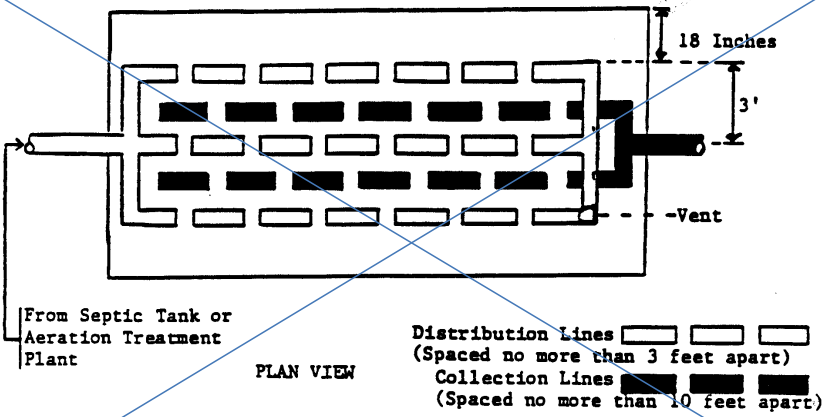 18 Inches
3'
Vent
From Septic Tank or
Aeration Treatment
Plant
PLAN VIEW
Distribution Lines
(Spaced no more than 3 feet apart)
Collection Lines
(Spaced no more than 10 feet apart)